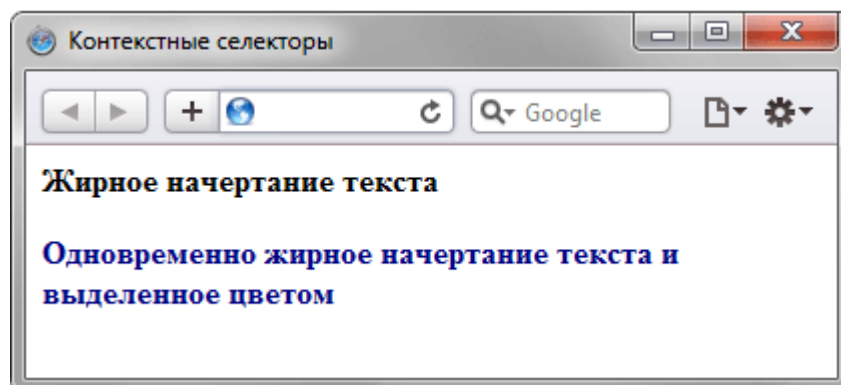 Контекстные селекторы
Google
Жирное начертание текста
Одновременно жирное начертание текста и
выделенное цветом